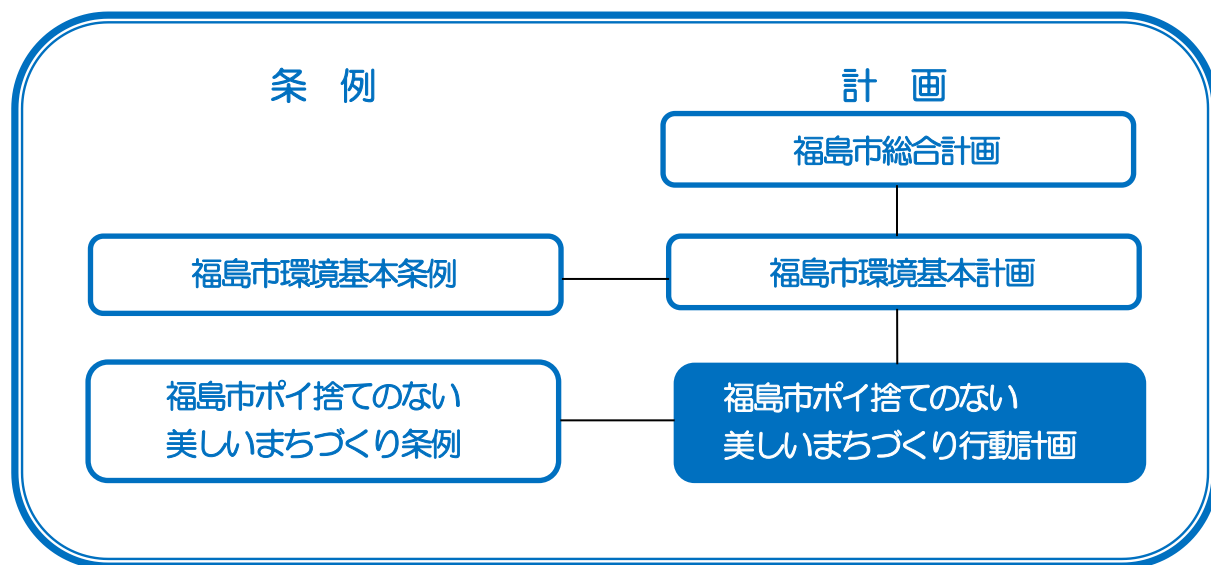 条 例
計 画
福島市総合計画
福島市環境基本条例
福島市環境基本計画
福島市ポイ捨てのない
美しいまちづくり条例
福島市ポイ捨てのない
美しいまちづくり行動計画